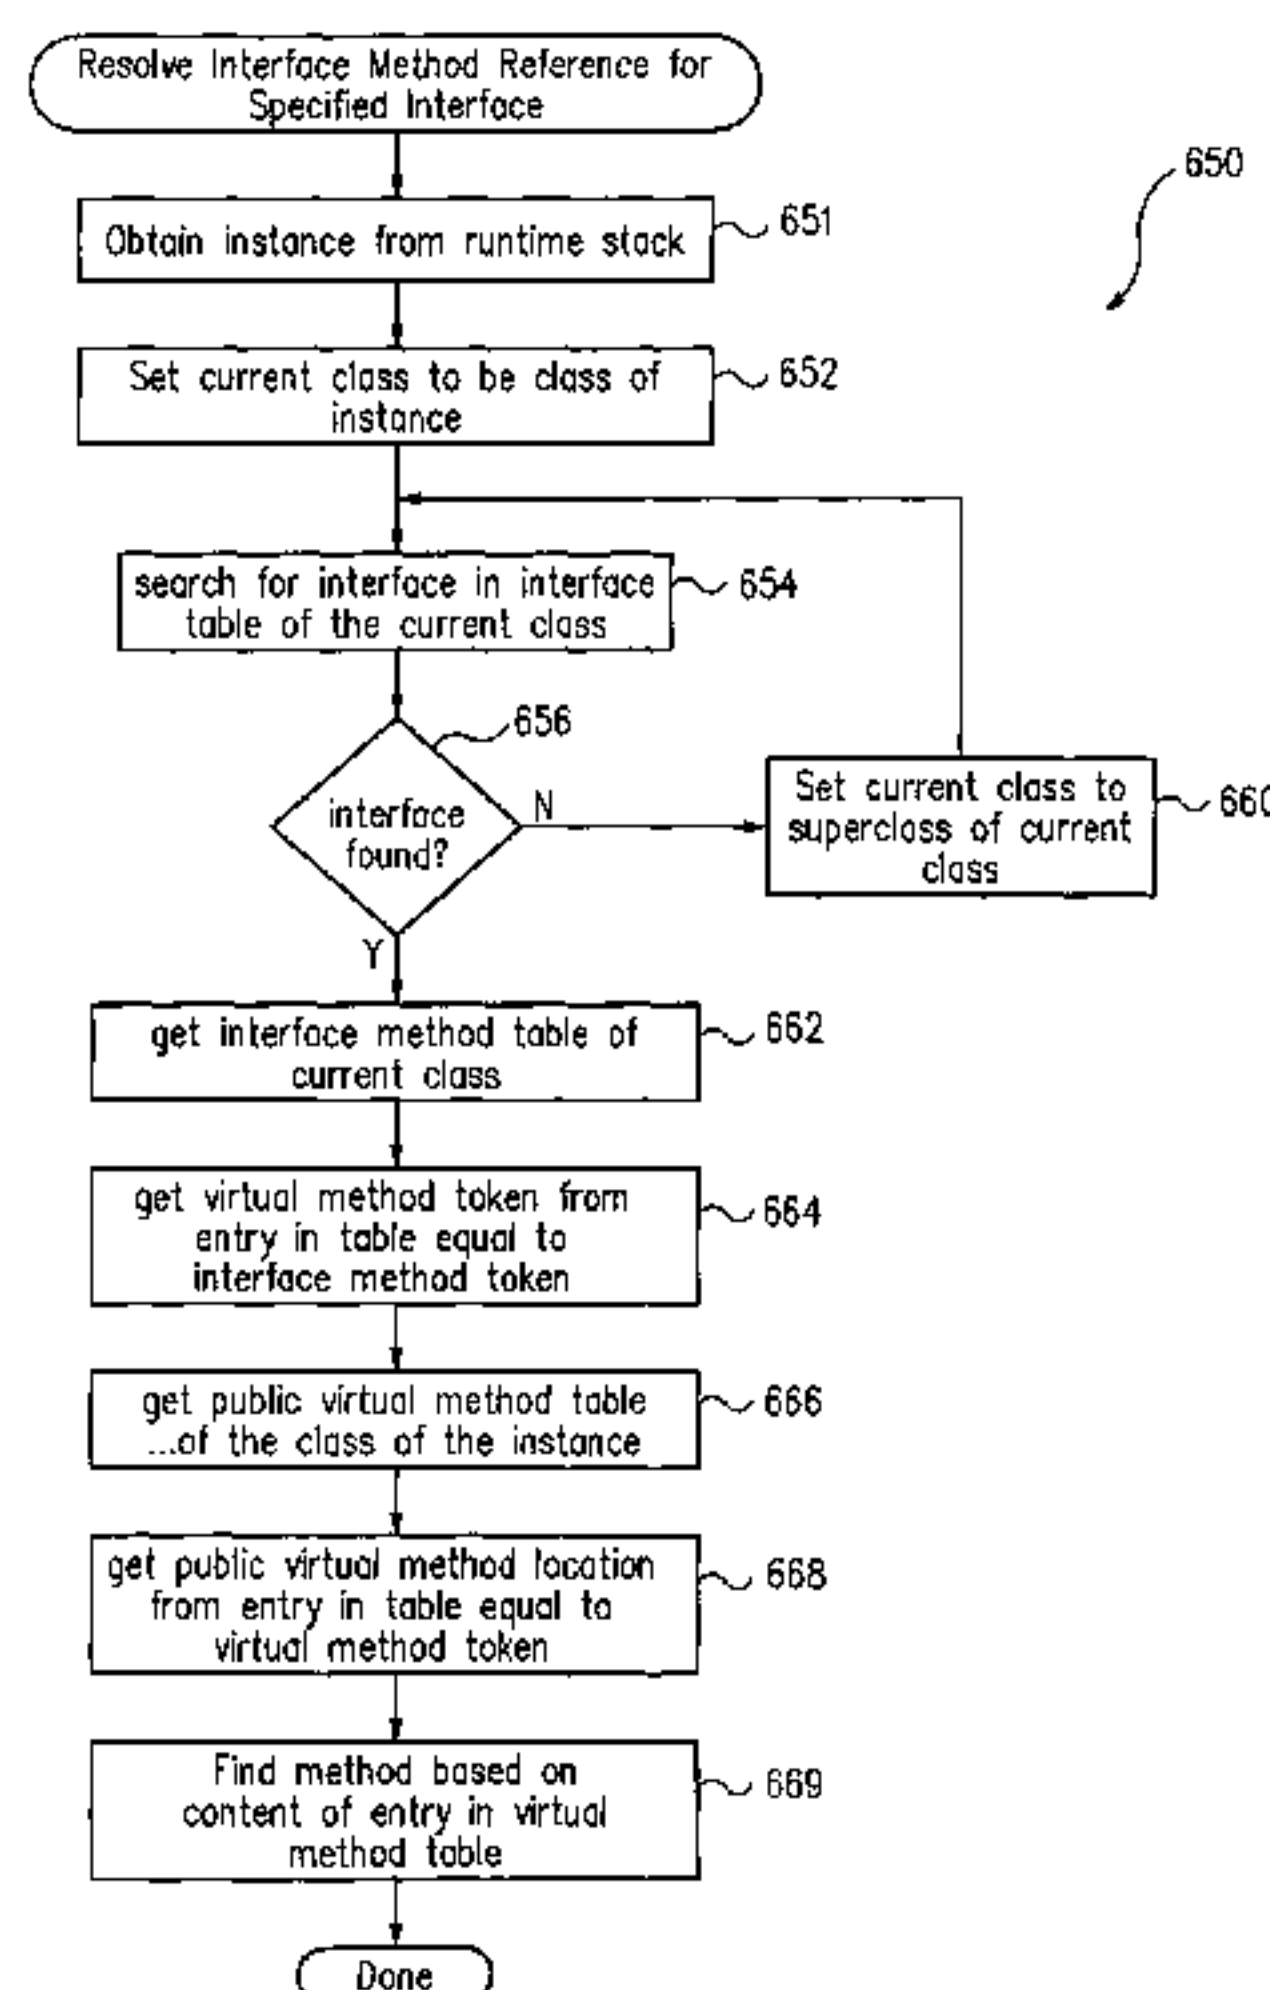 Resolve Interface Method Reference for
Specified Interface
650
Obtain instance from runtime stack
651
Set current class to be class of
instance
652
search for interface in interface
table of the current class
654
656
interface
found?
N
Y
Set current class to
superclass of current
class
660
get interface method table of
current class
662
get virtual method token from
entry in table equal to
interface method token
664
get public virtual method table
...of the class of the instance
666
get public virtual method location
from entry in table equal to
virtual method token
668
Find method based on
content of entry in virtual
method table
669
Done